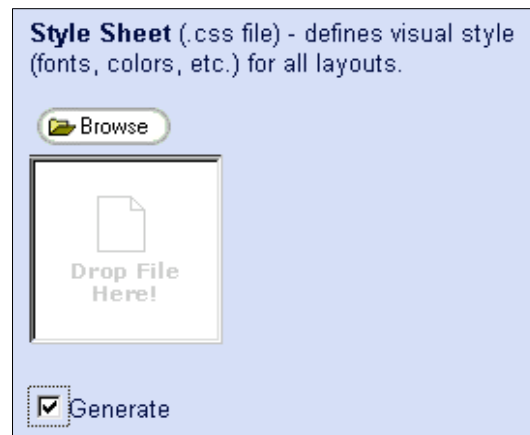 Style Sheet (.css file) - defines visual style
(fonts, colors, etc.) for all layouts.
Browse
Drop File
Here!
Generate